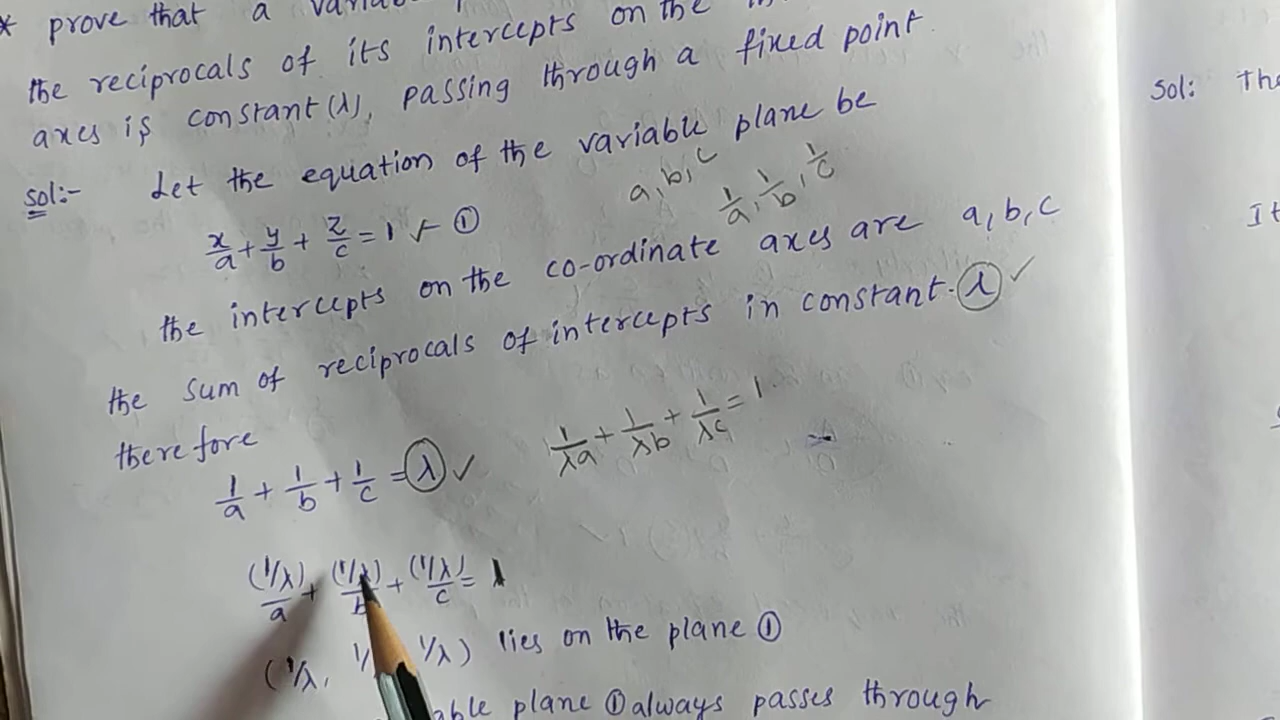 * prove that a
the reciprocals of its intercepts on the
axes is constant (λ), passing through a fixed point.
Sol:- Let the equation of the variable plane be
a, b, c
1/a, 1/b, 1/c
x/a + y/b + z/c = 1 ①
the intercepts on the co-ordinate axes are a, b, c
the sum of reciprocals of intercepts in constant. λ ✓
therefore
1/a + 1/b + 1/c = λ ✓
1/λa + 1/λb + 1/λc = 1
(1/λ)/a + (1/λ)/b + (1/λ)/c =
(1/λ, 1/λ) lies on the plane ①
plane ① always passes through
Sol: